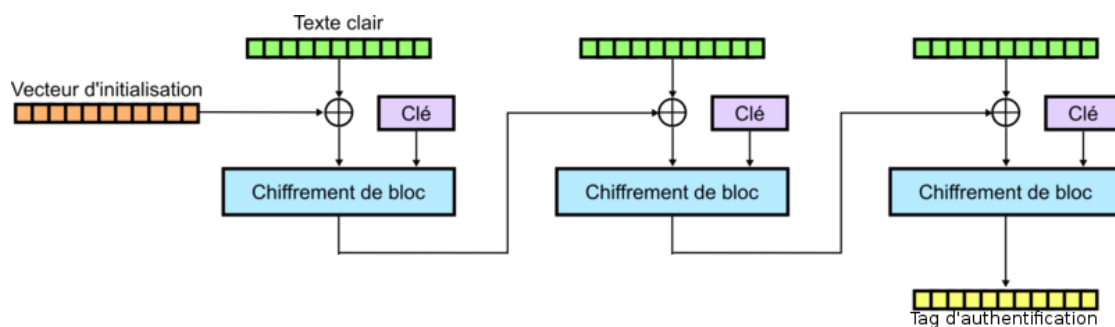 Texte clair
Vecteur d'initialisation
Clé
Clé
Clé
Chiffrement de bloc
Chiffrement de bloc
Chiffrement de bloc
Tag d'authentification